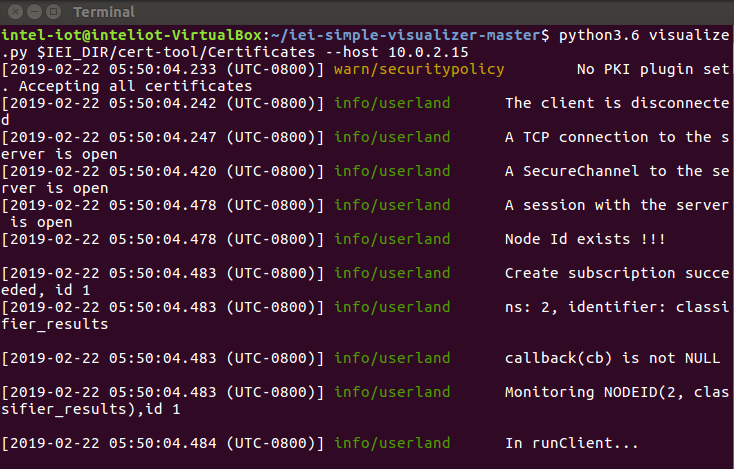 Terminal
intel-iot@inteliot-VirtualBox:~/iei-simple-visualizer-master$ python3.6 visualize
.py $IEI_DIR/cert-tool/Certificates --host 10.0.2.15
[2019-02-22 05:50:04.233 (UTC-0800)] warn/securitypolicy        No PKI plugin set
. Accepting all certificates
[2019-02-22 05:50:04.242 (UTC-0800)] info/userland      The client is disconnecte
d
[2019-02-22 05:50:04.247 (UTC-0800)] info/userland      A TCP connection to the s
erver is open
[2019-02-22 05:50:04.420 (UTC-0800)] info/userland      A SecureChannel to the se
rver is open
[2019-02-22 05:50:04.478 (UTC-0800)] info/userland      A session with the server
 is open
[2019-02-22 05:50:04.478 (UTC-0800)] info/userland      Node Id exists !!!
[2019-02-22 05:50:04.483 (UTC-0800)] info/userland      Create subscription succe
eded, id 1
[2019-02-22 05:50:04.483 (UTC-0800)] info/userland      ns: 2, identifier: classi
fier_results
[2019-02-22 05:50:04.483 (UTC-0800)] info/userland      callback(cb) is not NULL
[2019-02-22 05:50:04.483 (UTC-0800)] info/userland      Monitoring NODEID(2, clas
sifier_results),id 1
[2019-02-22 05:50:04.484 (UTC-0800)] info/userland      In runClient...